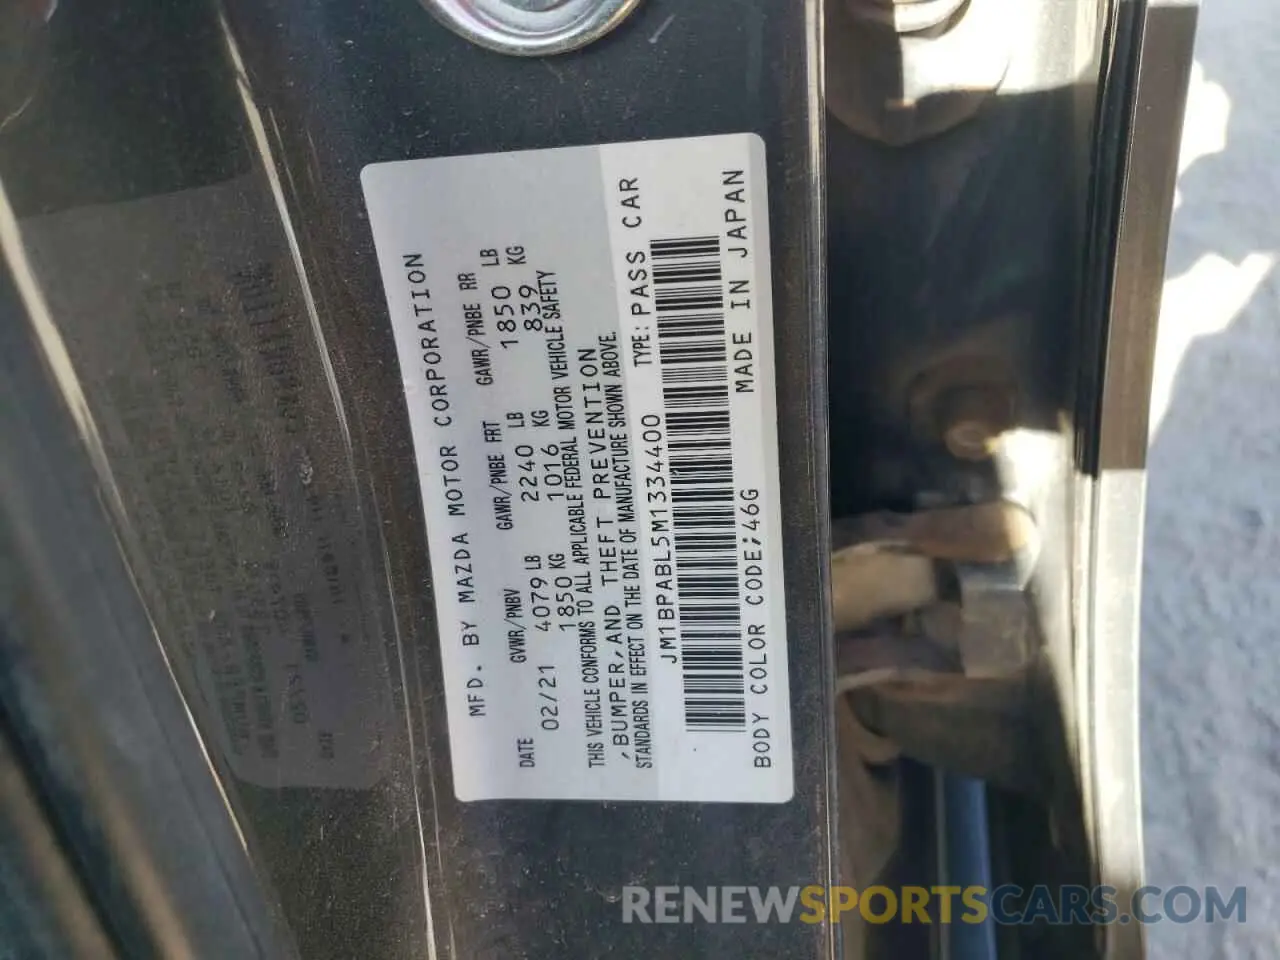 MFD. BY MAZDA MOTOR CORPORATION
DATE GVWR/PNBV GAWR/PNBE FRT GAWR/PNBE RR
02/21 4079 LB 2240 LB 1850 LB
1850 KG 1016 KG 839 KG
THIS VEHICLE CONFORMS TO ALL APPLICABLE FEDERAL MOTOR VEHICLE SAFETY
,BUMPER,AND THEFT PREVENTION
STANDARDS IN EFFECT ON THE DATE OF MANUFACTURE SHOWN ABOVE.
JM1BPABL5M1334400 TYPE:PASS CAR
BODY COLOR CODE;46G MADE IN JAPAN
RENEWSPORTSCARS.COM